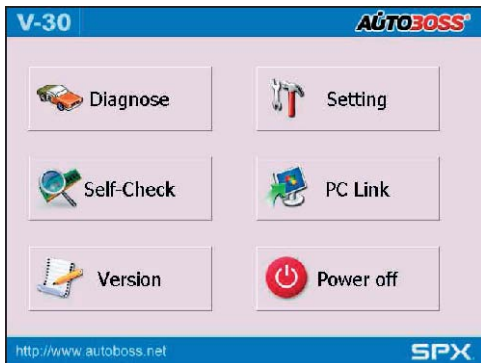 V-30 AUTOBOSS
Diagnose Setting
Self-Check PC Link
Version Power off
http://www.autoboss.net SPX